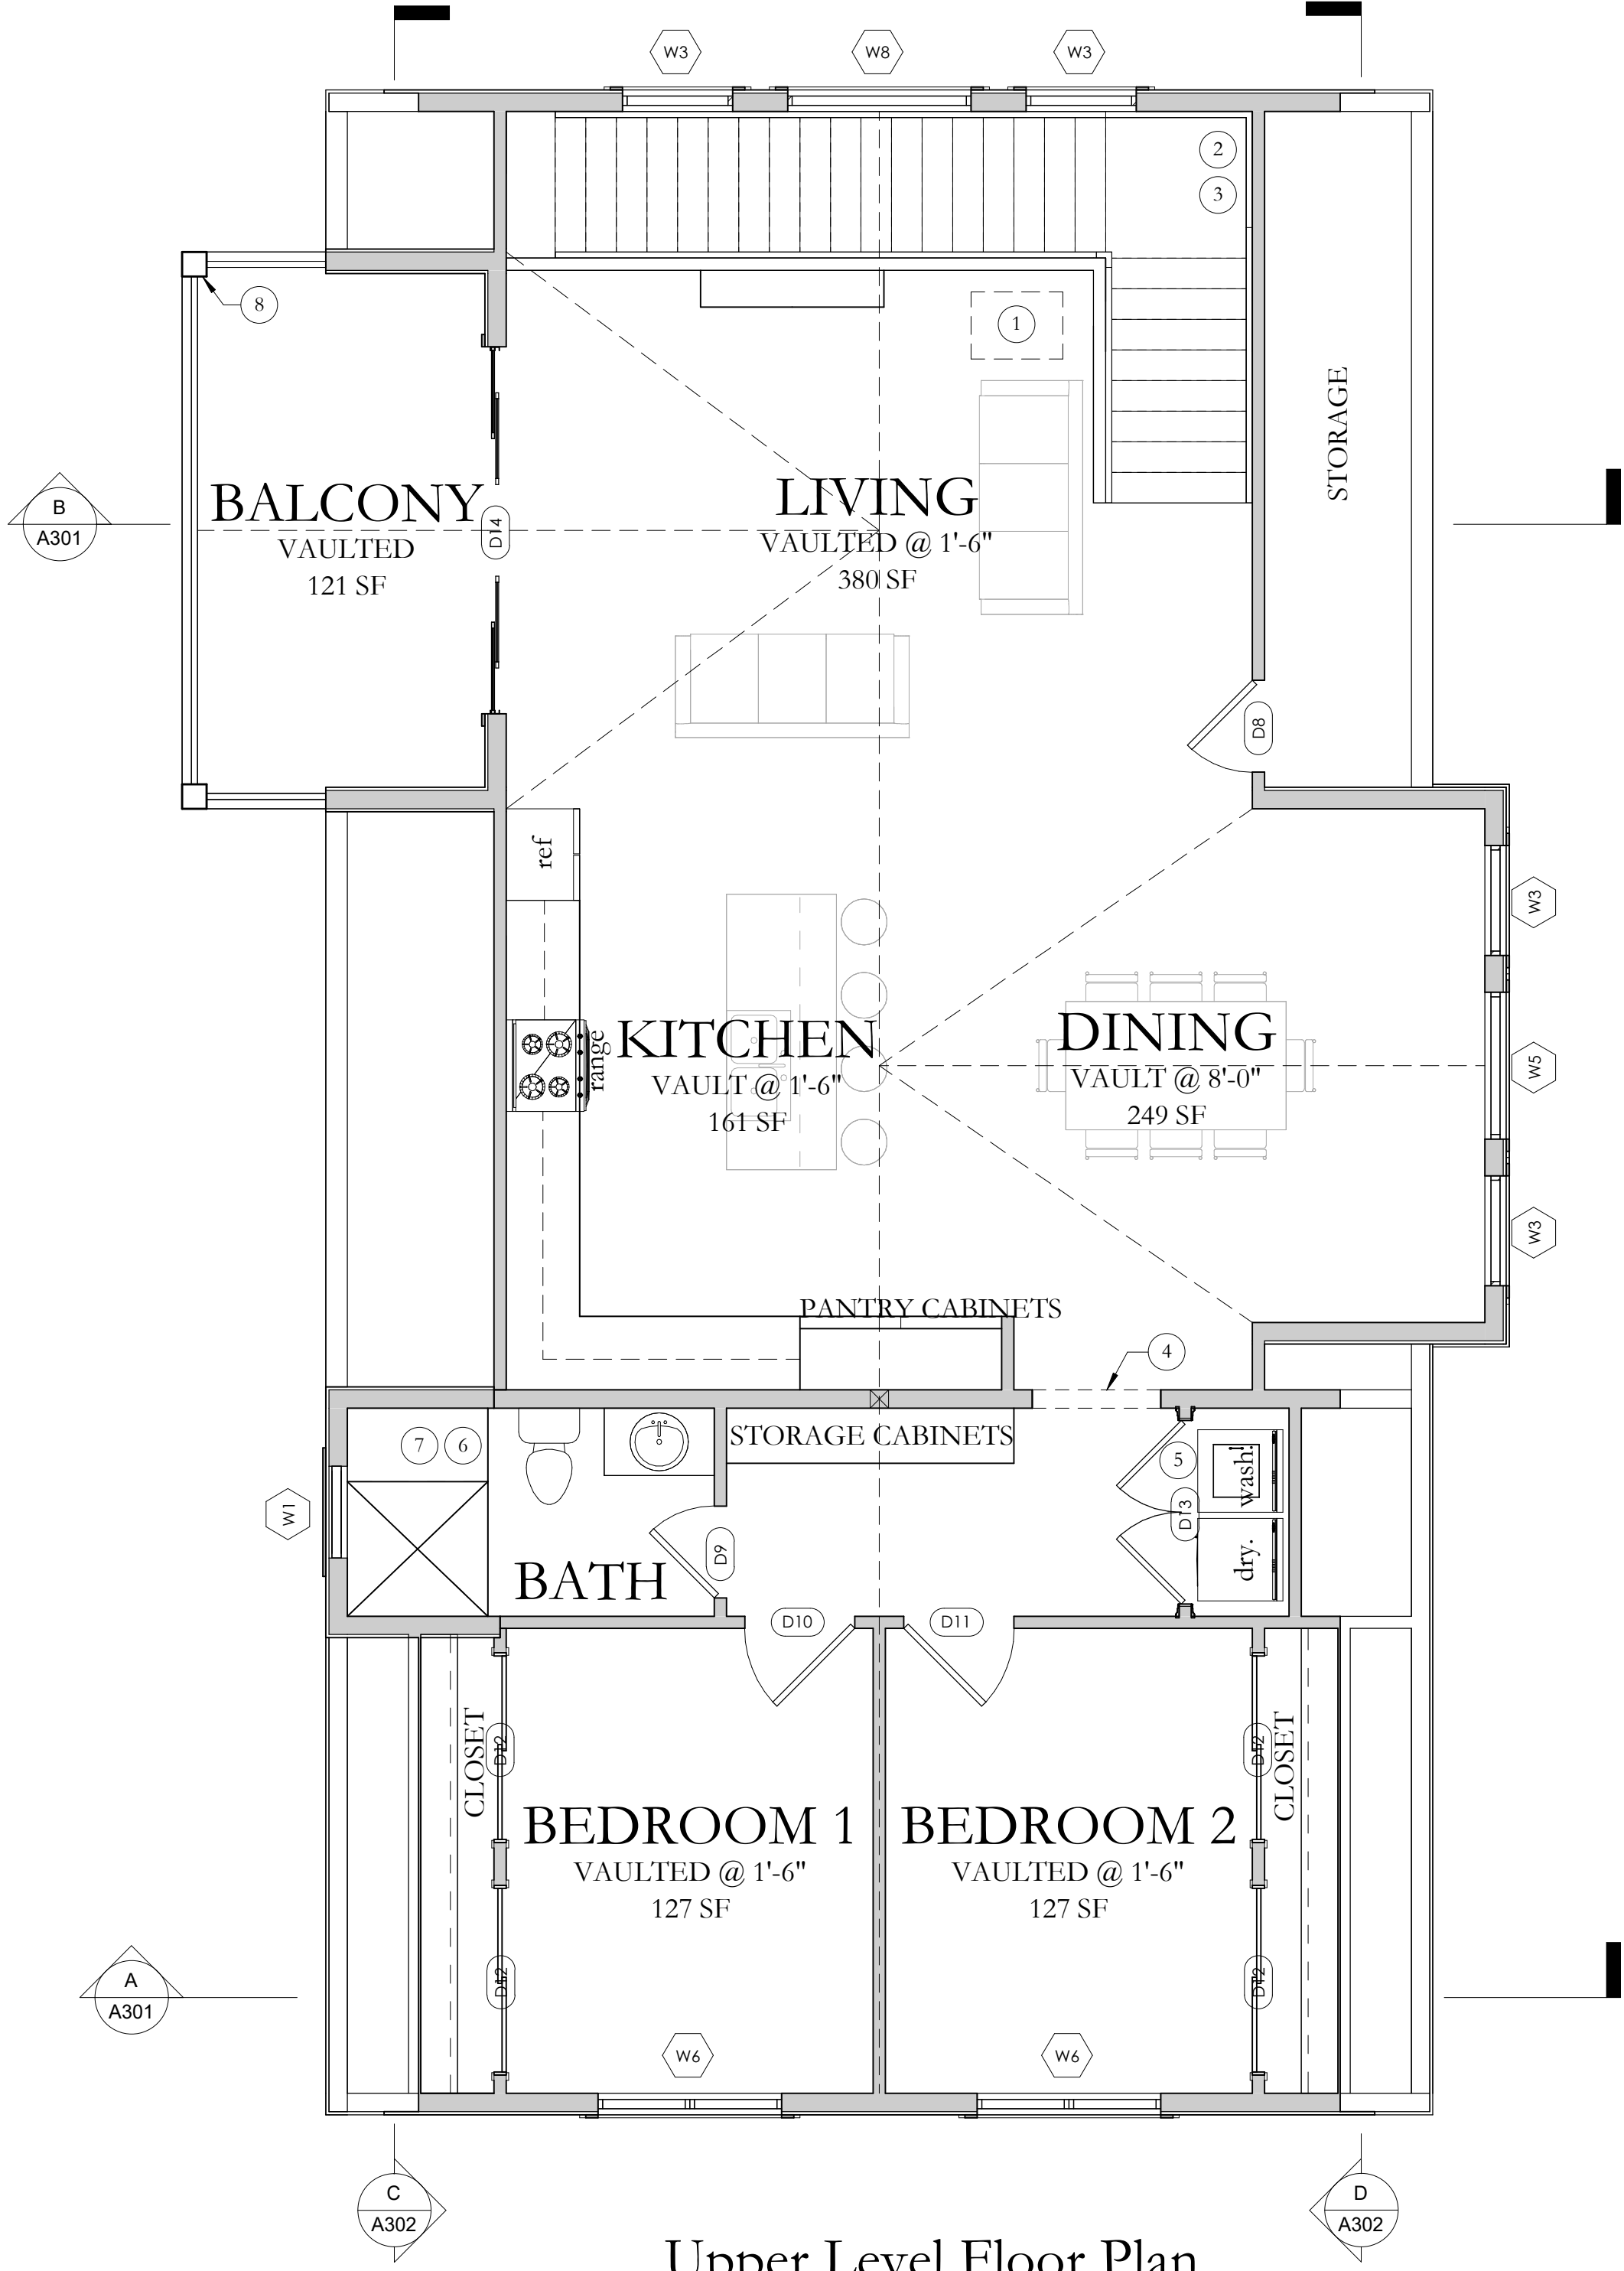 W3
W8
W3
2
3
8
1
STORAGE
B
A301
BALCONY
VAULTED
121 SF
D14
LIVING
VAULTED @ 1'-6"
380 SF
D8
ref
W3
range
KITCHEN
VAULT @ 1'-6"
161 SF
DINING
VAULT @ 8'-0"
249 SF
W5
W3
PANTRY CABINETS
4
7
6
STORAGE CABINETS
5
wash.
W1
D13
D9
dry.
BATH
D10
D11
CLOSET
D12
D12
CLOSET
BEDROOM 1
VAULTED @ 1'-6"
127 SF
BEDROOM 2
VAULTED @ 1'-6"
127 SF
D12
D12
A
A301
W6
W6
C
A302
D
A302
Upper Level Floor Plan